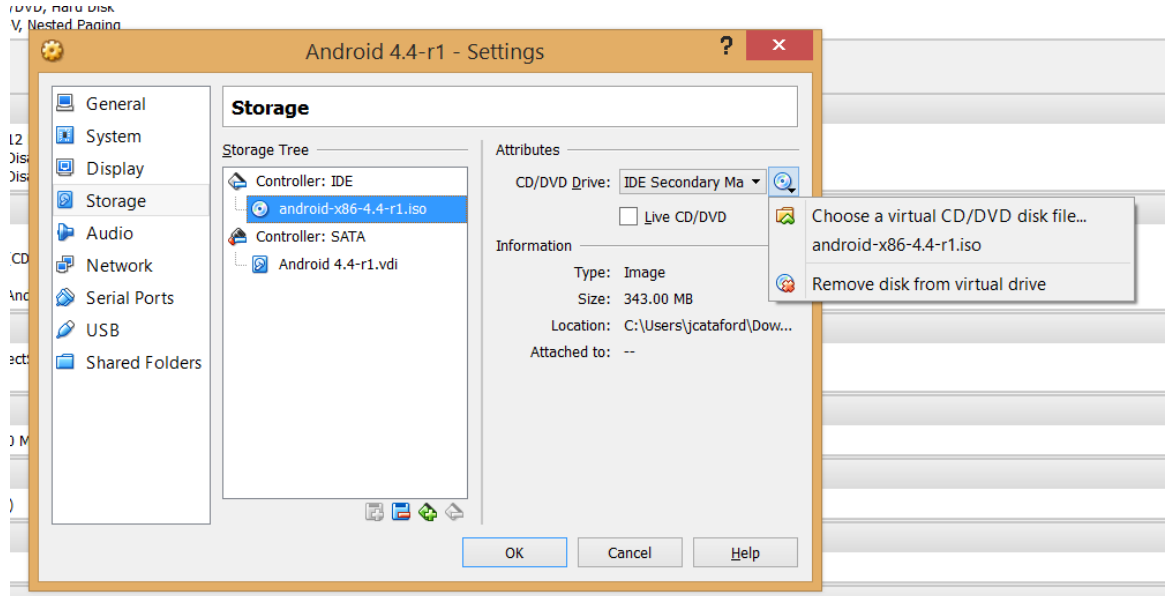 /DVD, Hard Disk
V, Nested Paging
Android 4.4-r1 - Settings
?
General
System
Display
Storage
Audio
Network
Serial Ports
USB
Shared Folders
Storage
Storage Tree
Controller: IDE
android-x86-4.4-r1.iso
Controller: SATA
Android 4.4-r1.vdi
Attributes
CD/DVD Drive: IDE Secondary Ma
Live CD/DVD
Information
Type: Image
Size: 343.00 MB
Location: C:\Users\jcataford\Dow...
Attached to: --
Choose a virtual CD/DVD disk file...
android-x86-4.4-r1.iso
Remove disk from virtual drive
OK
Cancel
Help
12
CD